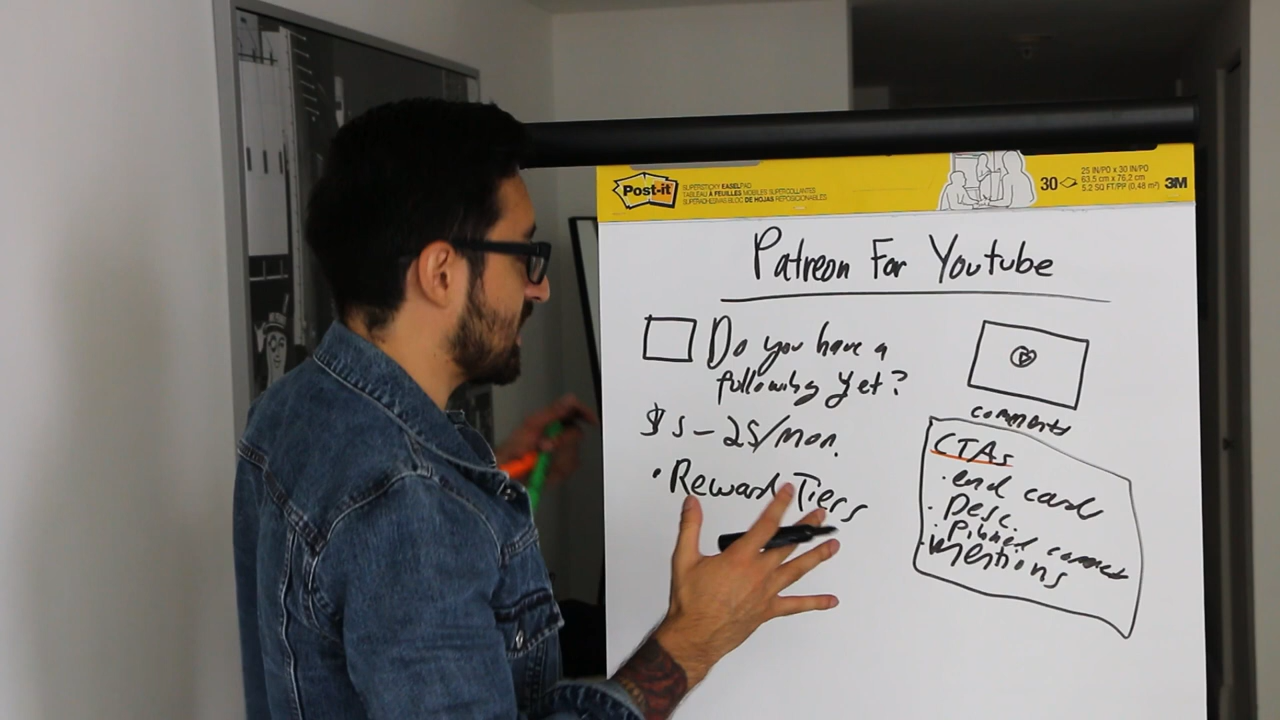 Post-it
SUPERSTICKY EASEL PAD
TABLEAU À FEUILLES MOBILES SUPERCOLLANTES
SUPERADHESIVAS BLOC DE HOJAS REPOSICIONABLES
30
25 IN/PO x 30 IN/PO
63.5 cm x 76,2 cm
5.2 SQ FT/PP (0,48 m²)
3M
Patreon For Youtube
Do you have a
following yet?
$5-25/mon.
• Reward Tiers
comments
CTAs
• end card
• Desc.
• Pinned comment
• mentions